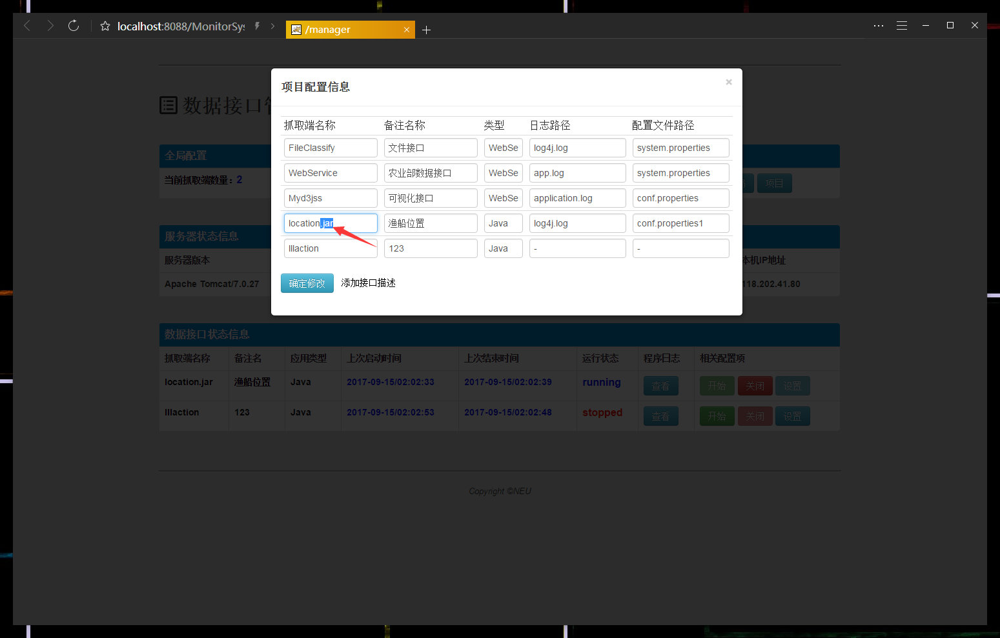 localhost:8088/MonitorSys
/manager
项目配置信息
数据接口管
抓取端名称 备注名称 类型 日志路径 配置文件路径
FileClassify 文件接口 WebSe log4j.log system.properties
全局配置
WebService 农业部数据接口 WebSe app.log system.properties
当前抓取端数量：2
项目
Myd3jss 可视化接口 WebSe application.log conf.properties
location.jar 渔船位置 Java log4j.log conf.properties1
服务器状态信息
lllaction 123 Java - -
服务器版本 本机IP地址
Apache Tomcat/7.0.27 118.202.41.80
确定修改 添加接口描述
数据接口状态信息
抓取端名称 备注名 应用类型 上次启动时间 上次结束时间 运行状态 程序日志 相关配置项
location.jar 渔船位置 Java 2017-09-15/02:02:33 2017-09-15/02:02:39 running 查看 开始 关闭 设置
lllaction 123 Java 2017-09-15/02:02:53 2017-09-15/02:02:48 stopped 查看 开始 关闭 设置
Copyright ©NEU